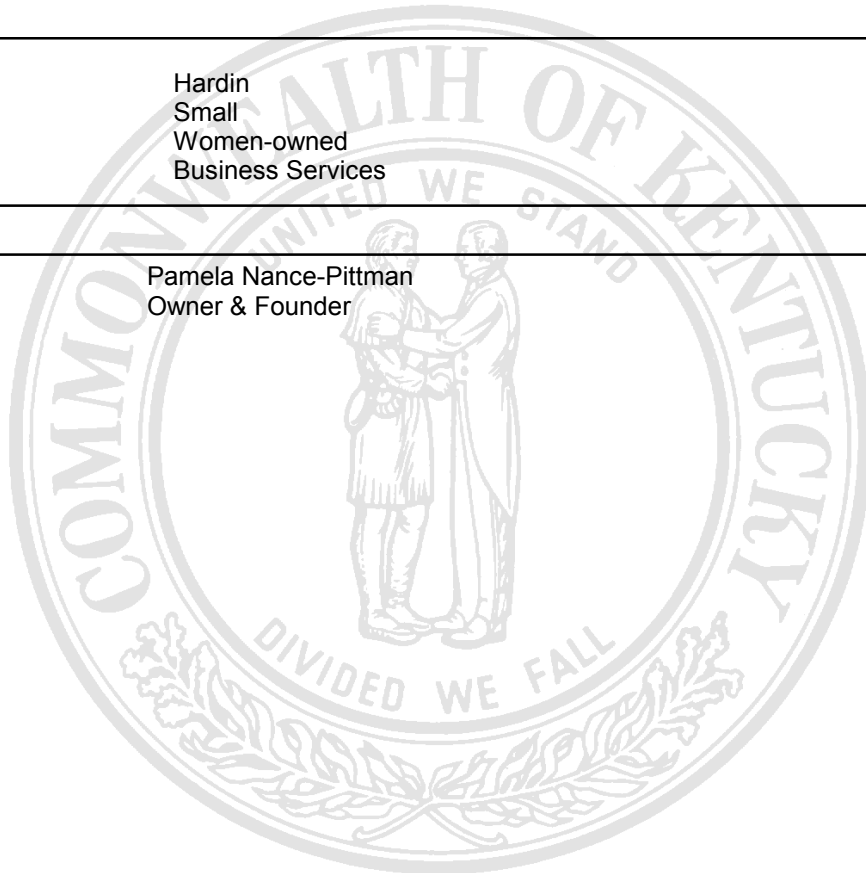 Hardin
Small
Women-owned
Business Services
Pamela Nance-Pittman
Owner & Founder
COMMONWEALTH OF KENTUCKY
UNITED WE STAND
DIVIDED WE FALL